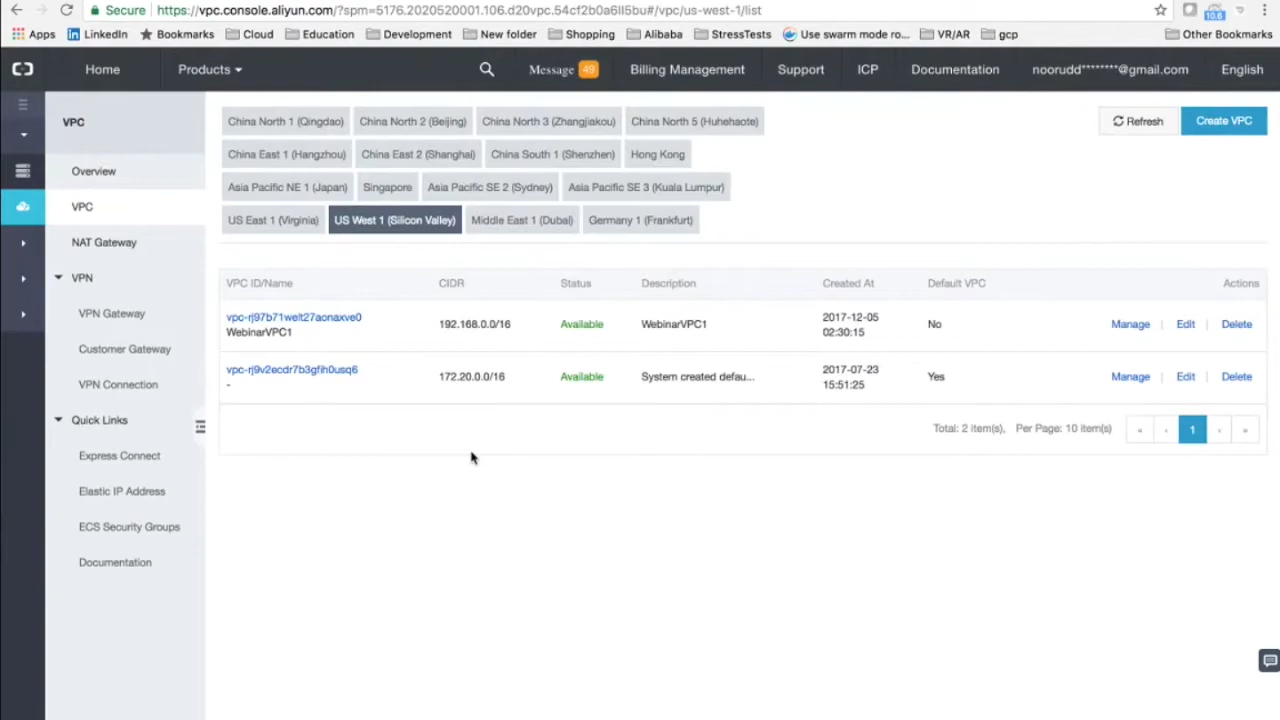 Secure https://vpc.console.aliyun.com/?spm=5176.2020520001.106.d20vpc.54cf2b0a6Il5bu#/vpc/us-west-1/list
10.6
Apps LinkedIn Bookmarks Cloud Education Development New folder Shopping Alibaba StressTests Use swarm mode ro... VR/AR gcp Other Bookmarks
Home Products Message 49 Billing Management Support ICP Documentation noorudd********@gmail.com English
VPC
Overview
VPC
NAT Gateway
VPN
VPN Gateway
Customer Gateway
VPN Connection
Quick Links
Express Connect
Elastic IP Address
ECS Security Groups
Documentation
China North 1 (Qingdao) China North 2 (Beijing) China North 3 (Zhangjiakou) China North 5 (Huhehaote)
Refresh Create VPC
China East 1 (Hangzhou) China East 2 (Shanghai) China South 1 (Shenzhen) Hong Kong
Asia Pacific NE 1 (Japan) Singapore Asia Pacific SE 2 (Sydney) Asia Pacific SE 3 (Kuala Lumpur)
US East 1 (Virginia) US West 1 (Silicon Valley) Middle East 1 (Dubai) Germany 1 (Frankfurt)
VPC ID/Name CIDR Status Description Created At Default VPC Actions
vpc-rj97b71welt27aonaxve0
WebinarVPC1
192.168.0.0/16 Available WebinarVPC1
2017-12-05
02:30:15
No Manage | Edit | Delete
vpc-rj9v2ecdr7b3gfih0usq6
-
172.20.0.0/16 Available System created defau...
2017-07-23
15:51:25
Yes Manage | Edit | Delete
Total: 2 item(s), Per Page: 10 item(s) « ‹ 1 › »